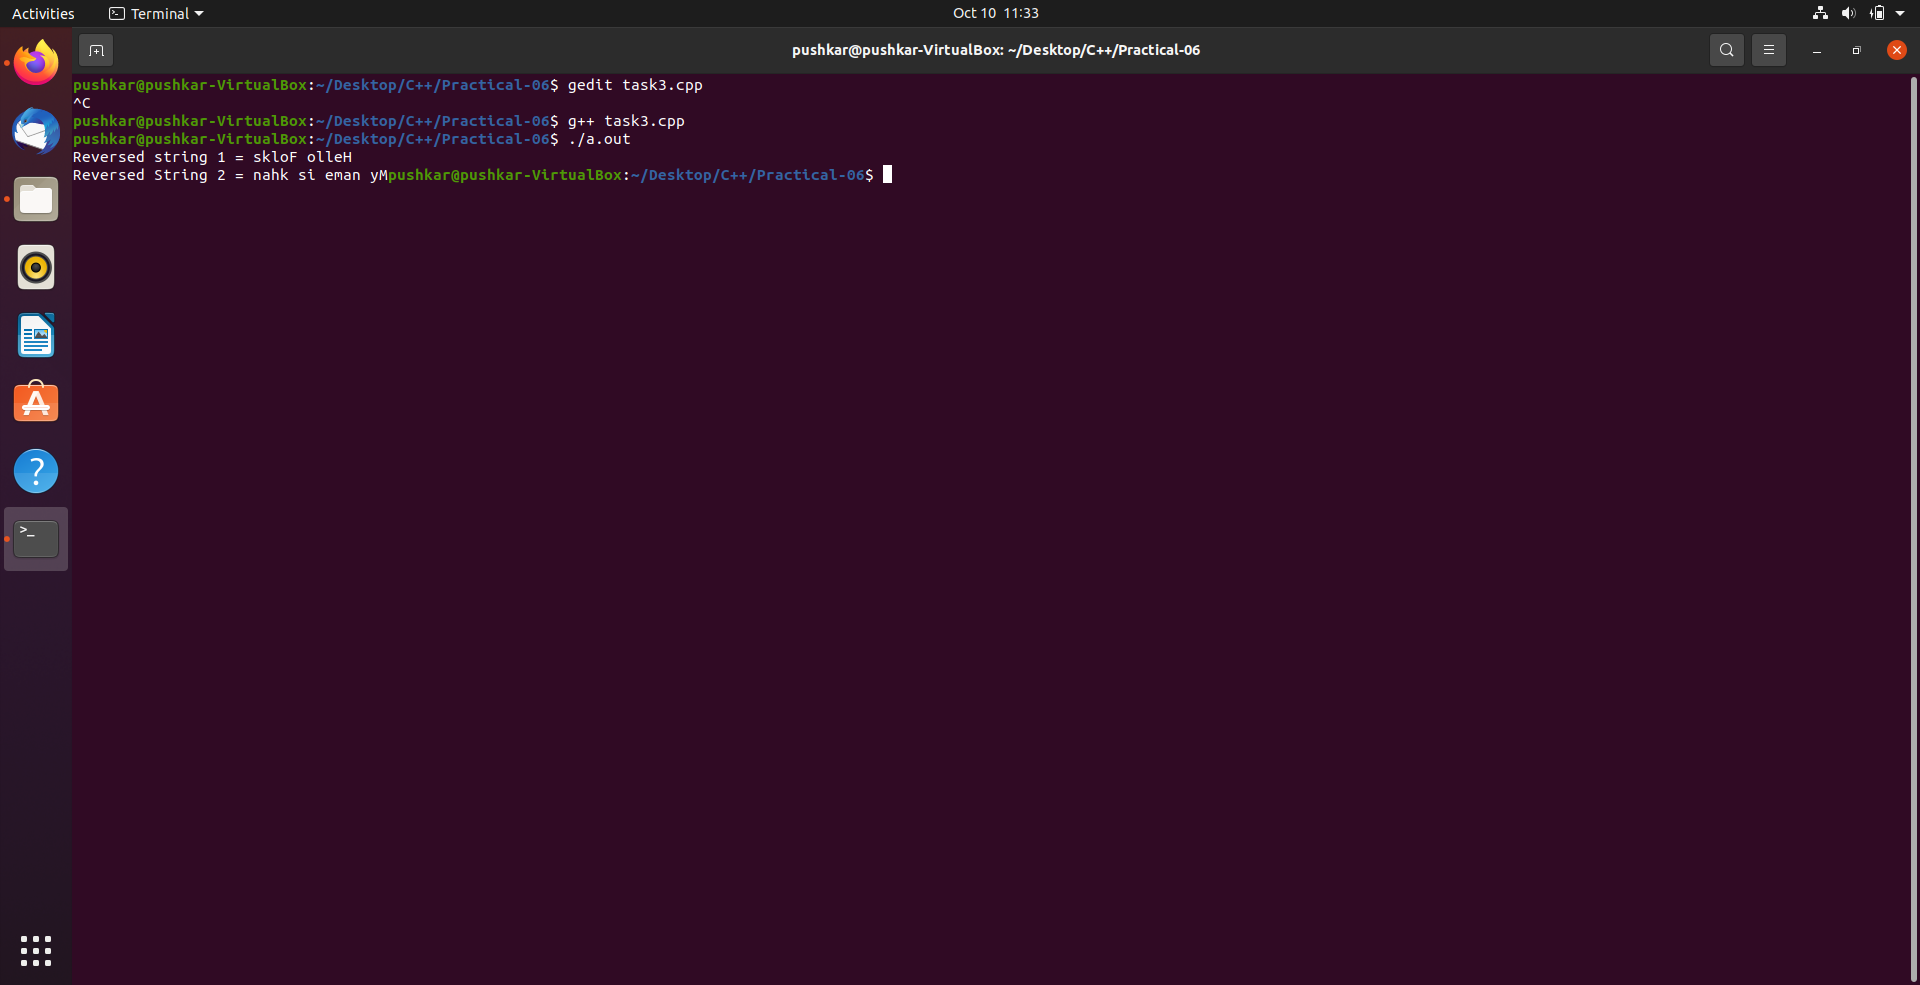 Activities
Terminal
Oct 10 11:33
pushkar@pushkar-VirtualBox: ~/Desktop/C++/Practical-06
pushkar@pushkar-VirtualBox:~/Desktop/C++/Practical-06$ gedit task3.cpp
^C
pushkar@pushkar-VirtualBox:~/Desktop/C++/Practical-06$ g++ task3.cpp
pushkar@pushkar-VirtualBox:~/Desktop/C++/Practical-06$ ./a.out
Reversed string 1 = skloF olleH
Reversed String 2 = nahk si eman yMpushkar@pushkar-VirtualBox:~/Desktop/C++/Practical-06$